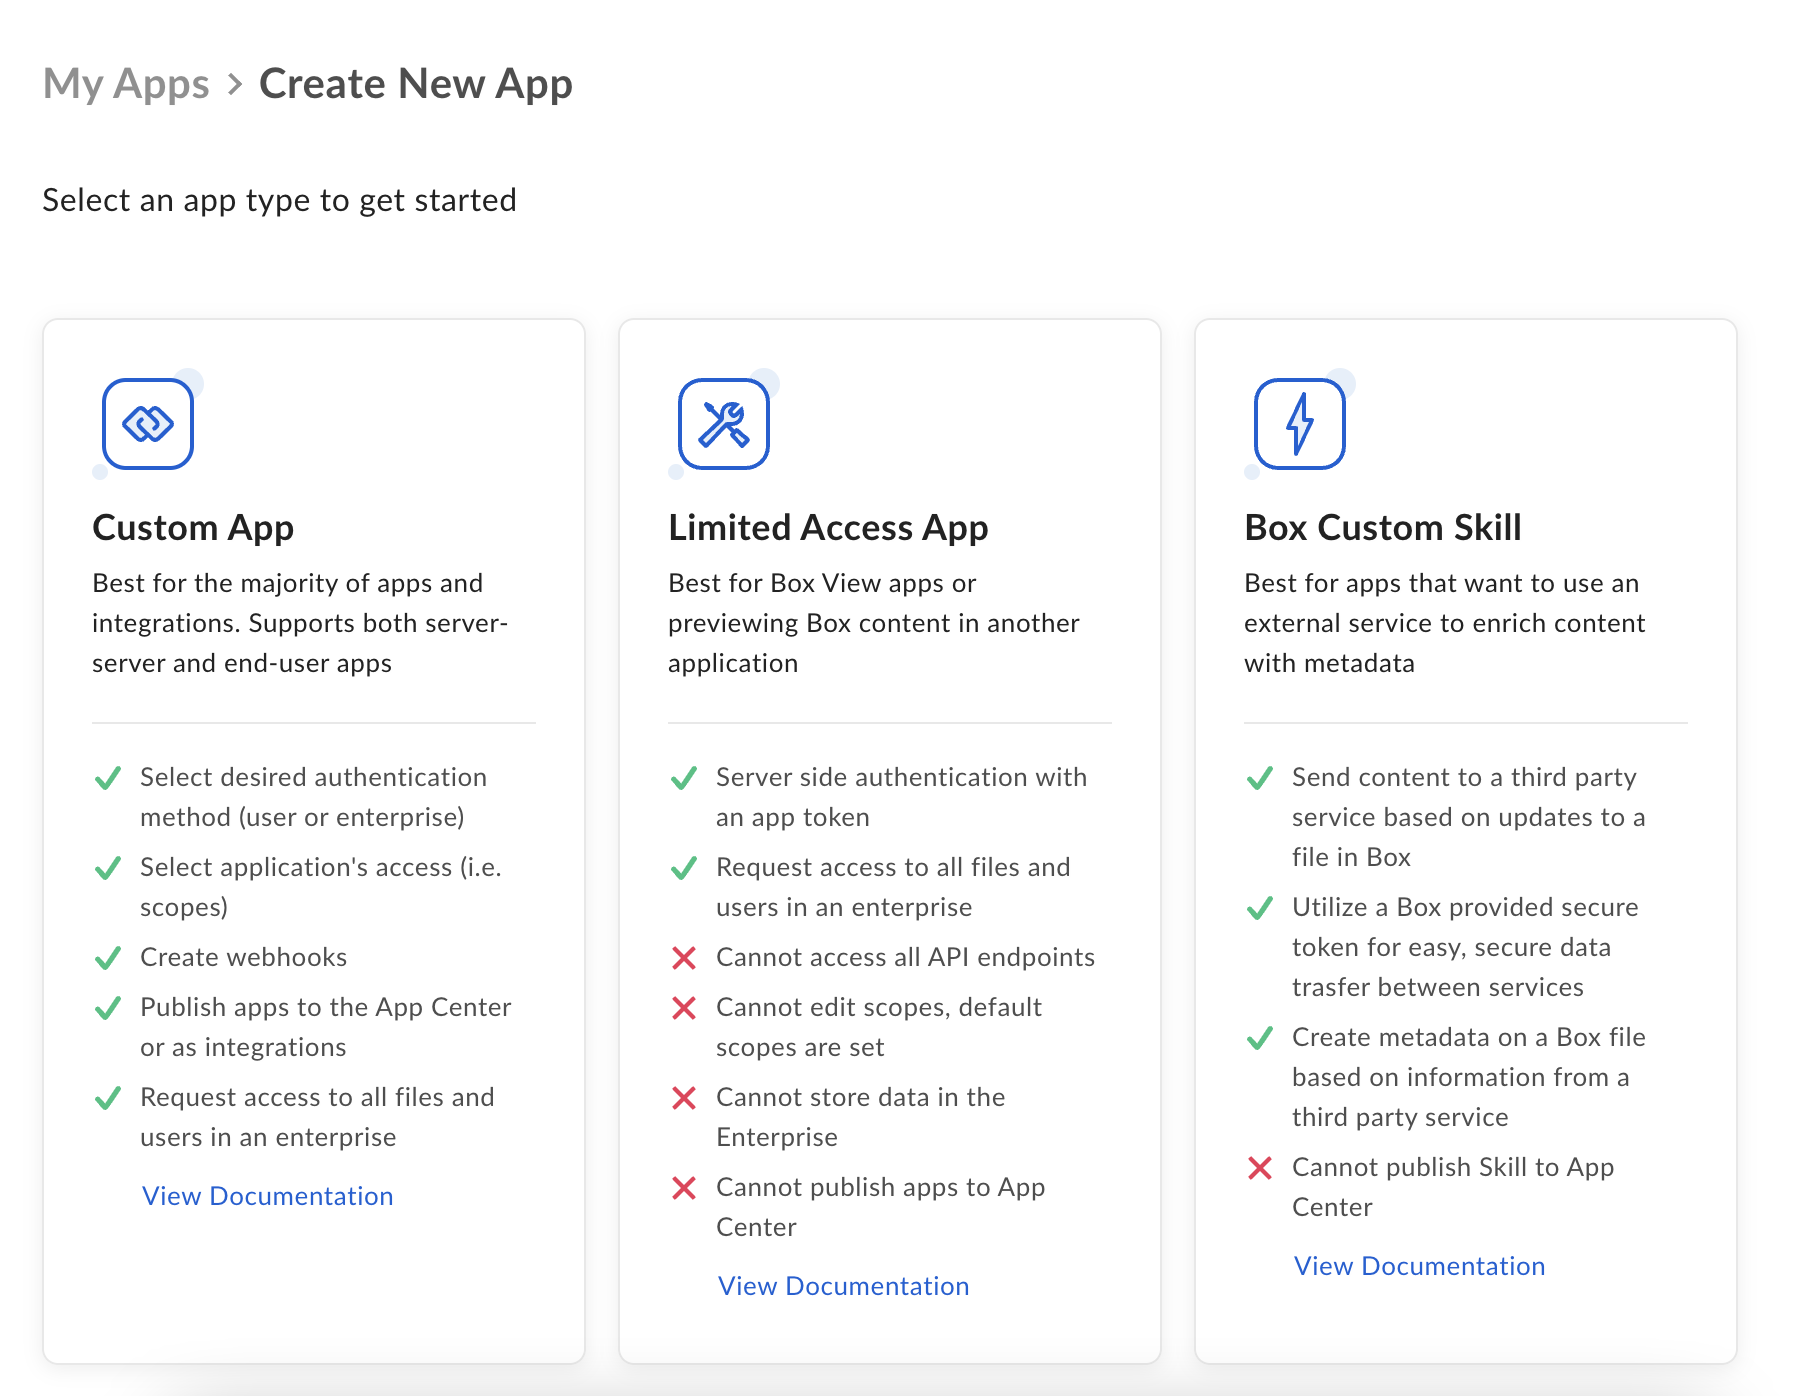 My Apps > Create New App
Select an app type to get started
Custom App
Best for the majority of apps and
integrations. Supports both server-
server and end-user apps
Select desired authentication
method (user or enterprise)
Select application's access (i.e.
scopes)
Create webhooks
Publish apps to the App Center
or as integrations
Request access to all files and
users in an enterprise
View Documentation
Limited Access App
Best for Box View apps or
previewing Box content in another
application
Server side authentication with
an app token
Request access to all files and
users in an enterprise
Cannot access all API endpoints
Cannot edit scopes, default
scopes are set
Cannot store data in the
Enterprise
Cannot publish apps to App
Center
View Documentation
Box Custom Skill
Best for apps that want to use an
external service to enrich content
with metadata
Send content to a third party
service based on updates to a
file in Box
Utilize a Box provided secure
token for easy, secure data
trasfer between services
Create metadata on a Box file
based on information from a
third party service
Cannot publish Skill to App
Center
View Documentation